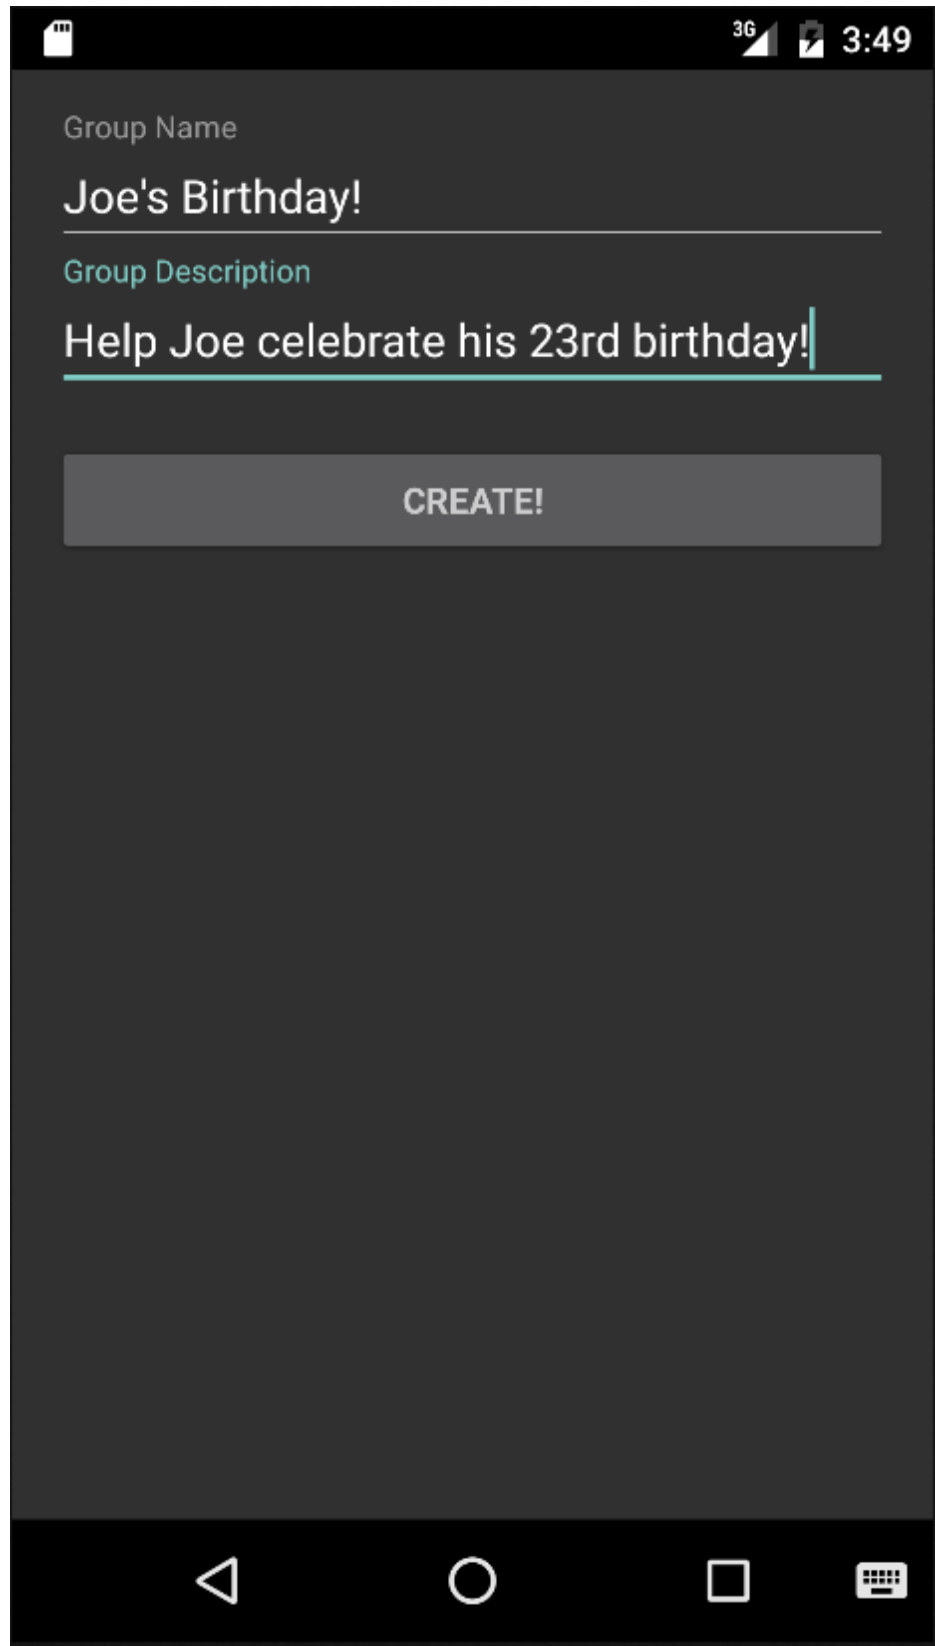 3G 3:49
Group Name
Joe's Birthday!
Group Description
Help Joe celebrate his 23rd birthday!
CREATE!